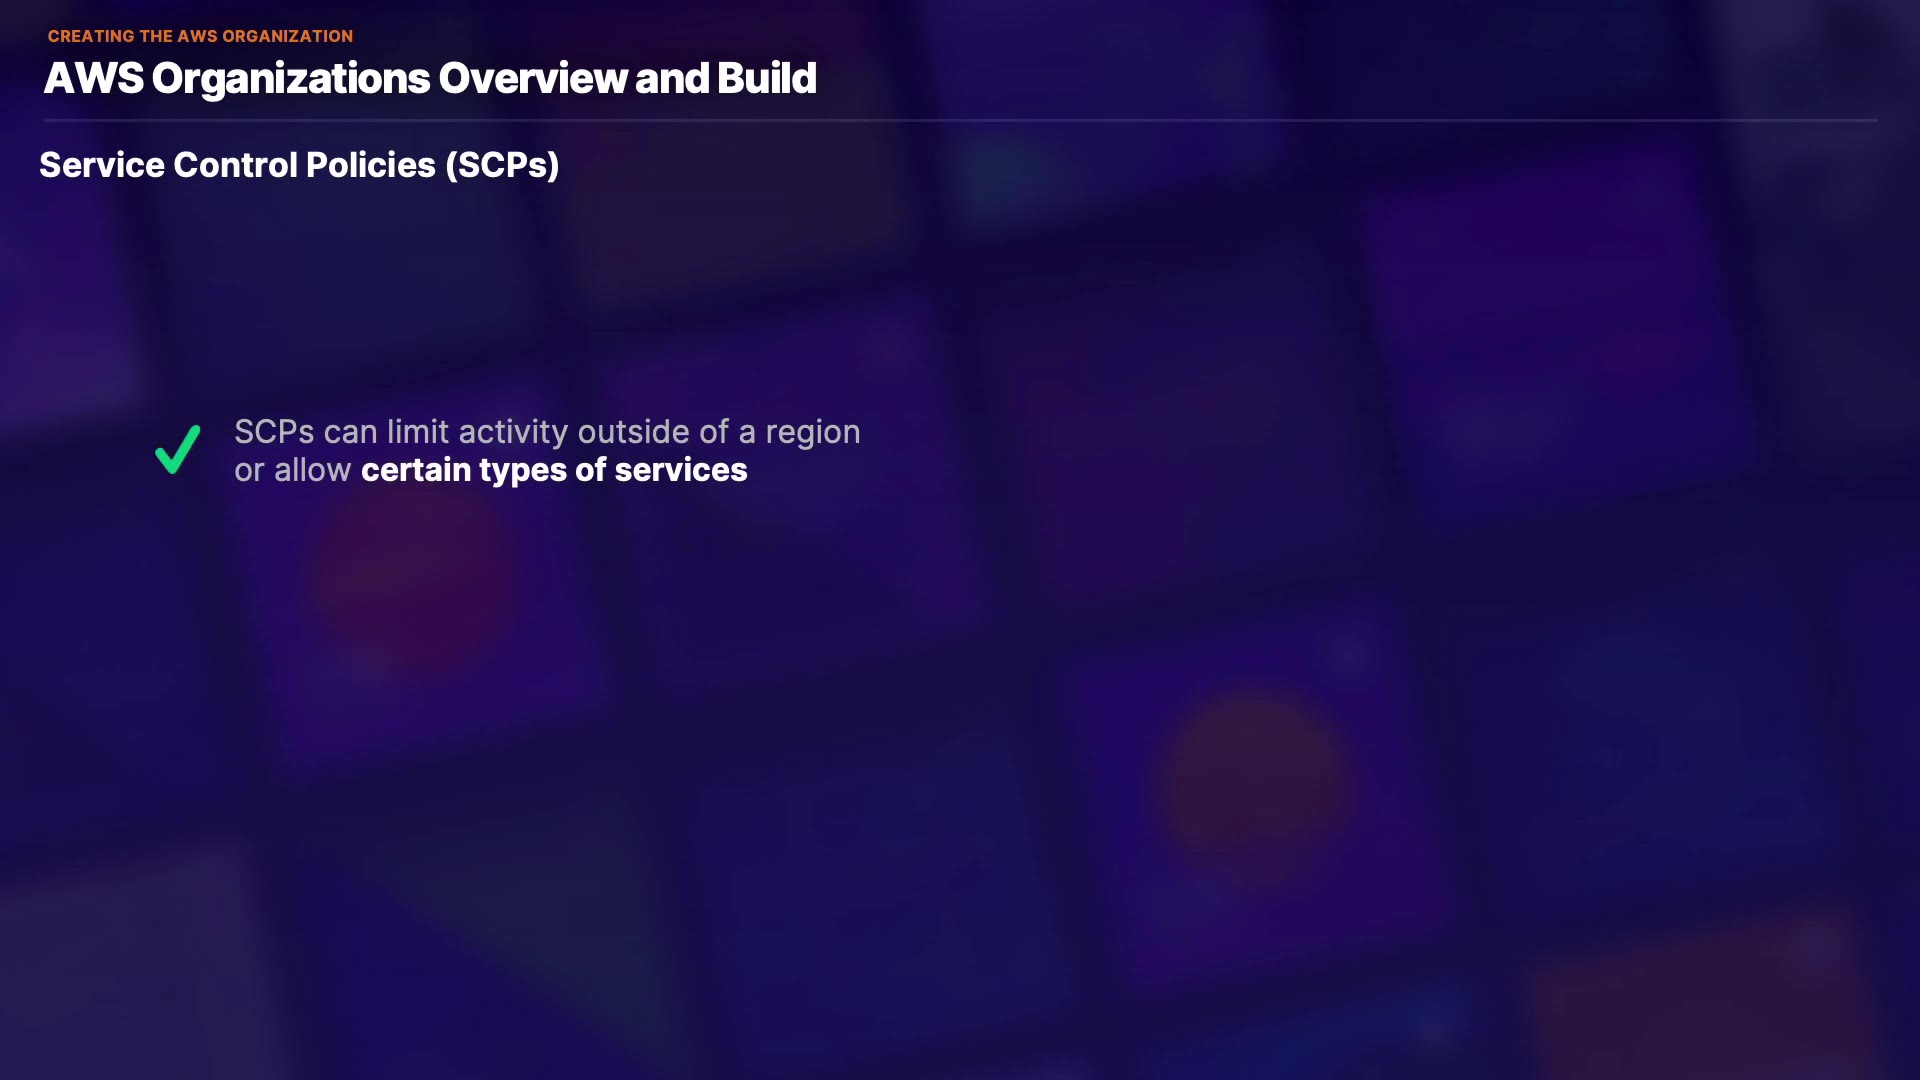 CREATING THE AWS ORGANIZATION
AWS Organizations Overview and Build
Service Control Policies (SCPs)
SCPs can limit activity outside of a region
or allow certain types of services